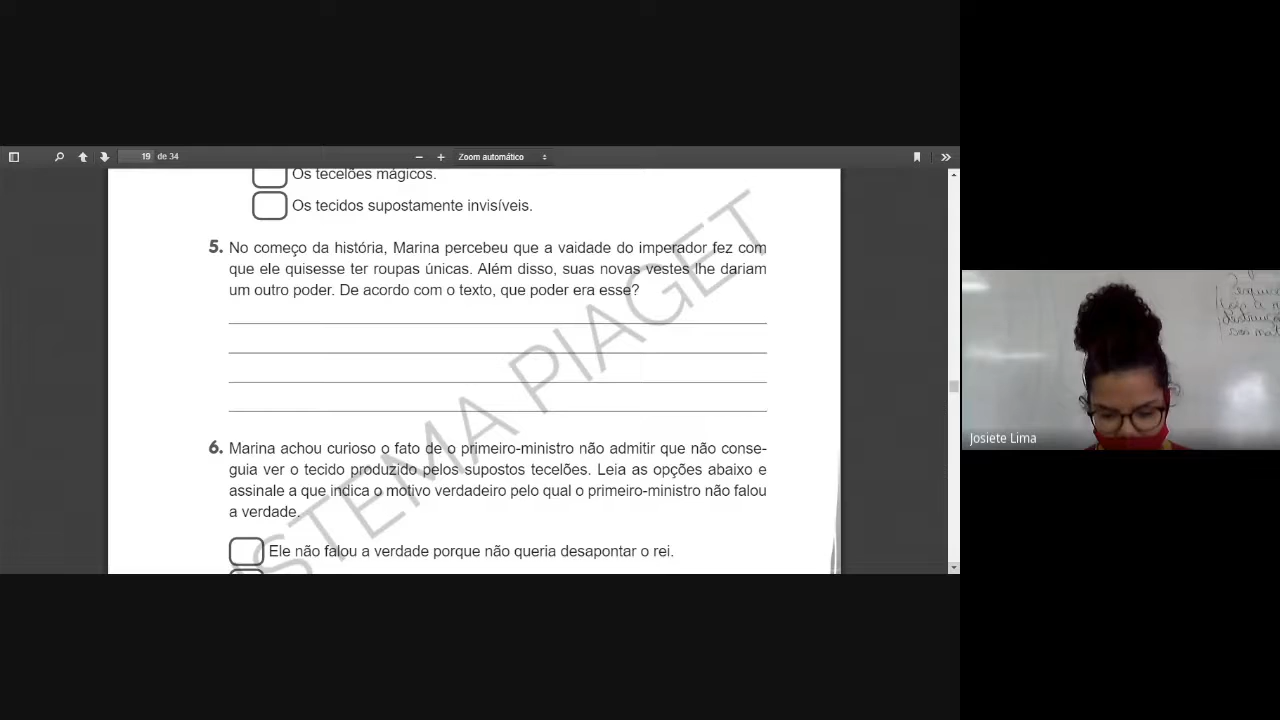 19 de 34
Zoom automático
Os tecelões mágicos.
Os tecidos supostamente invisíveis.
5. No começo da história, Marina percebeu que a vaidade do imperador fez com
que ele quisesse ter roupas únicas. Além disso, suas novas vestes lhe dariam
um outro poder. De acordo com o texto, que poder era esse?
6. Marina achou curioso o fato de o primeiro-ministro não admitir que não conse-
guia ver o tecido produzido pelos supostos tecelões. Leia as opções abaixo e
assinale a que indica o motivo verdadeiro pelo qual o primeiro-ministro não falou
a verdade.
Ele não falou a verdade porque não queria desapontar o rei.
STEMA PIAGET
Josiete Lima